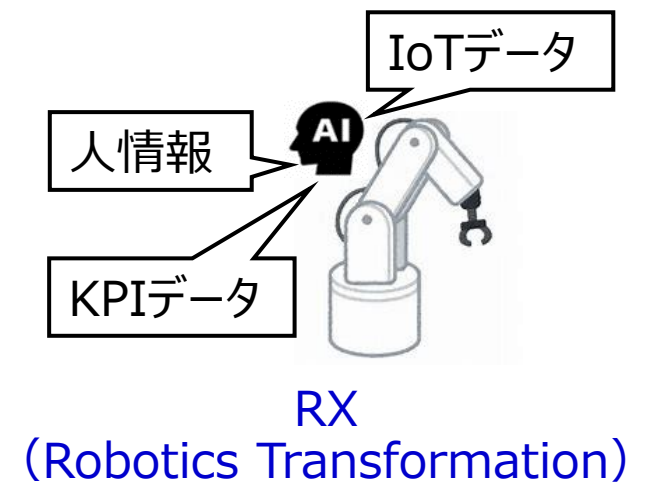 IoTデータ
AI
人情報
KPIデータ
RX
（Robotics Transformation）